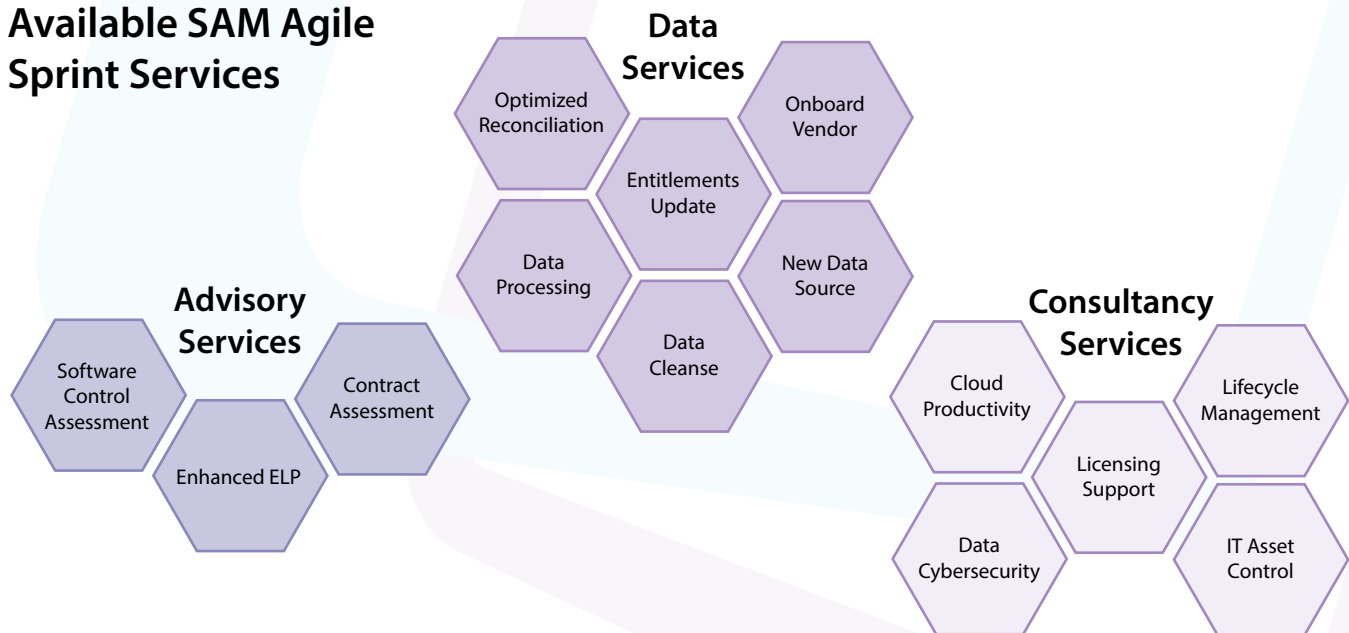 Available SAM Agile
Sprint Services
Data
Services
Optimized
Reconciliation
Onboard
Vendor
Entitlements
Update
Data
Processing
New Data
Source
Data
Cleanse
Advisory
Services
Software
Control
Assessment
Contract
Assessment
Enhanced ELP
Consultancy
Services
Cloud
Productivity
Lifecycle
Management
Licensing
Support
Data
Cybersecurity
IT Asset
Control